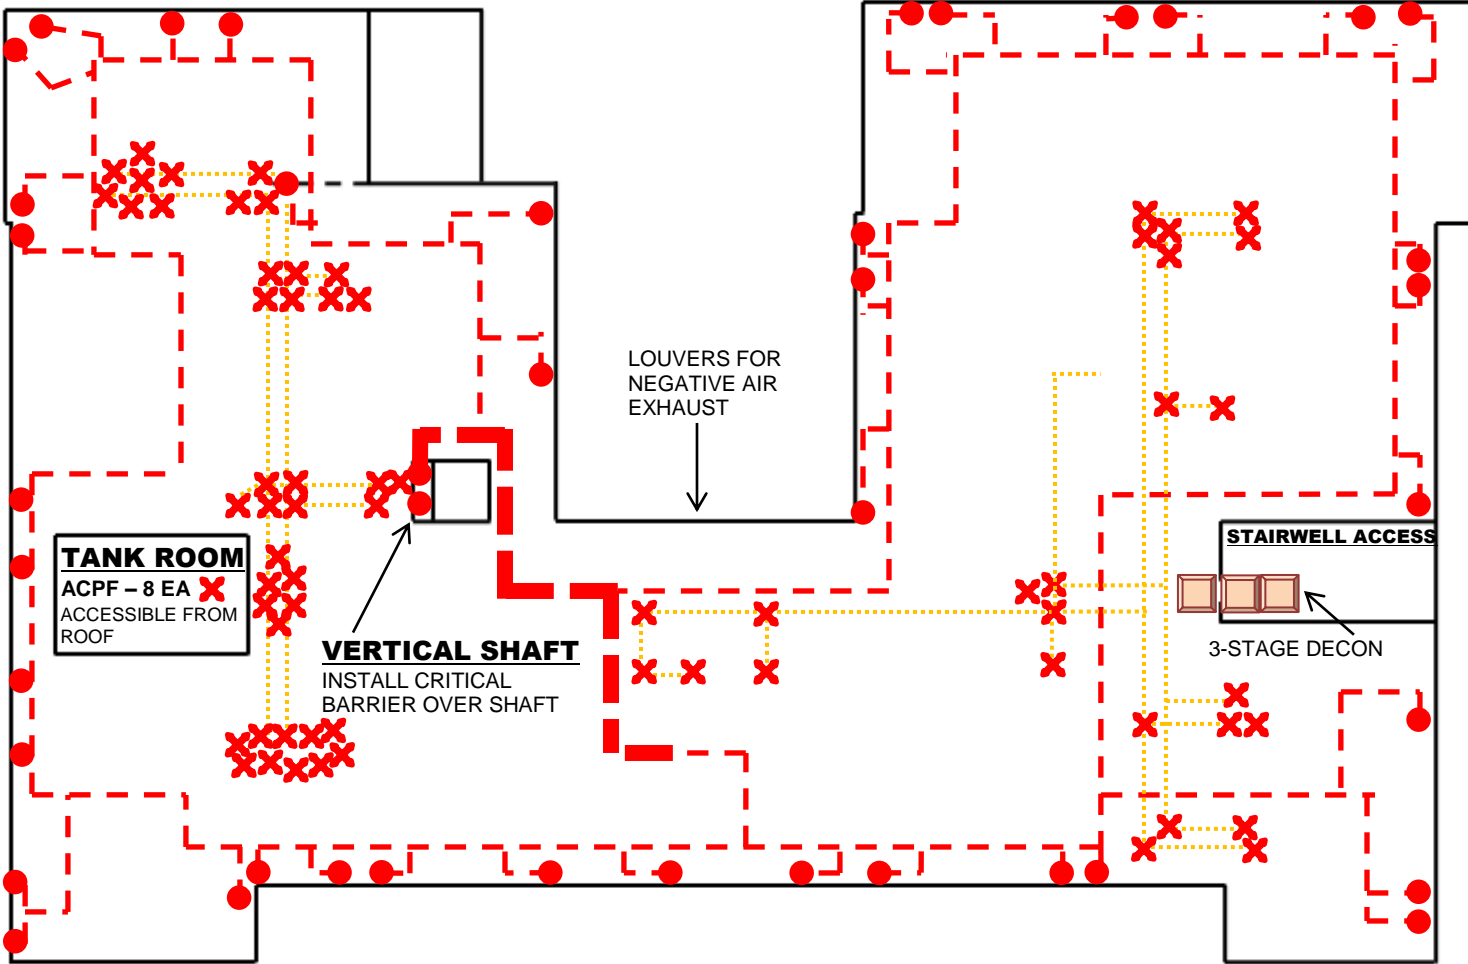 LOUVERS FOR
NEGATIVE AIR
EXHAUST
STAIRWELL ACCESS
TANK ROOM
ACPF – 8 EA
ACCESSIBLE FROM
ROOF
3-STAGE DECON
VERTICAL SHAFT
INSTALL CRITICAL
BARRIER OVER SHAFT